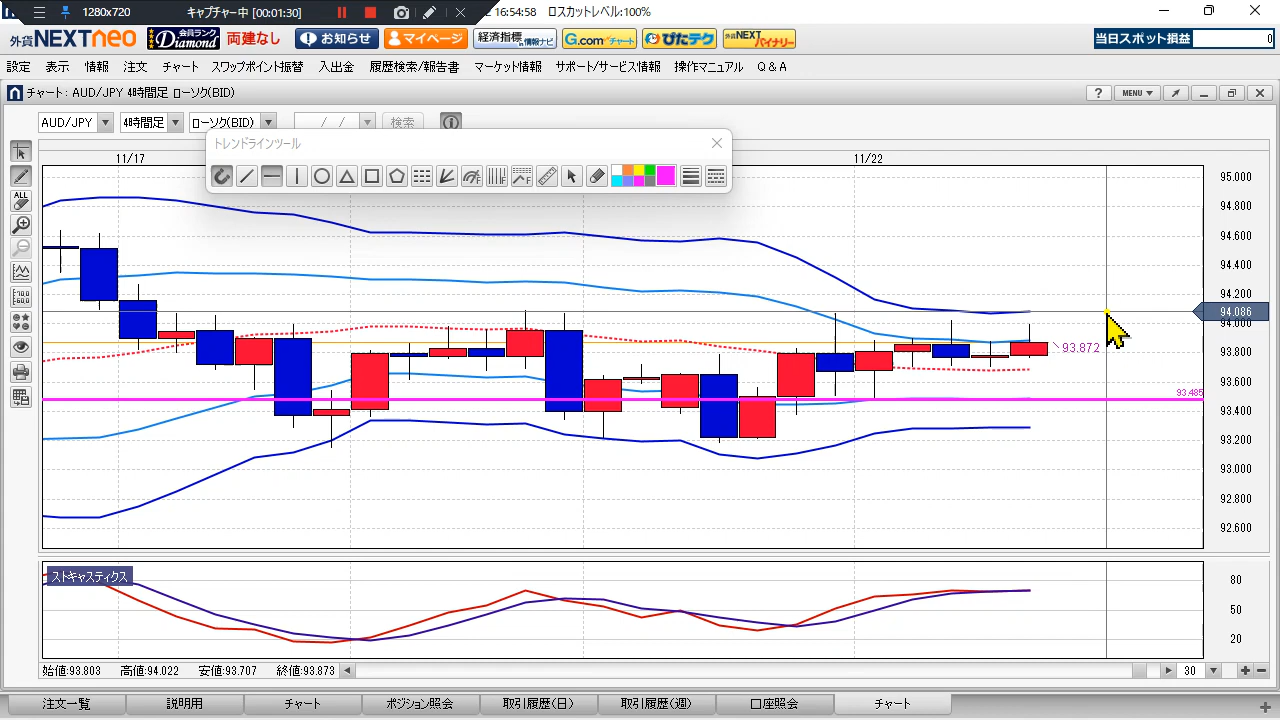 1280x720 キャプチャー中 [00:01:30] 2 16:54:58 ロスカットレベル:100%
外貨NEXTneo 会員ランク Diamond 両建なし お知らせ マイページ 経済指標 情報ナビ G.comチャート ぴたテク 外貨NEXTバイナリー 当日スポット損益 0
設定 表示 情報 注文 チャート スワップポイント振替 入出金 履歴検索/報告書 マーケット情報 サポート/サービス情報 操作マニュアル Q&A
チャート : AUD/JPY 4時間足 ローソク(BID) ? MENU
AUD/JPY 4時間足 ローソク(BID) / / 検索
トレンドラインツール
11/17 11/22
ALL
95.000
94.800
94.600
94.400
94.200
94.086
94.000
93.872
93.800
93.600
93.485
93.400
93.200
93.000
92.800
92.600
ストキャスティクス
80
50
20
始値:93.803 高値:94.022 安値:93.707 終値:93.873 30
注文一覧 説明用 チャート ポジション照会 取引履歴(日) 取引履歴(週) 口座照会 チャート